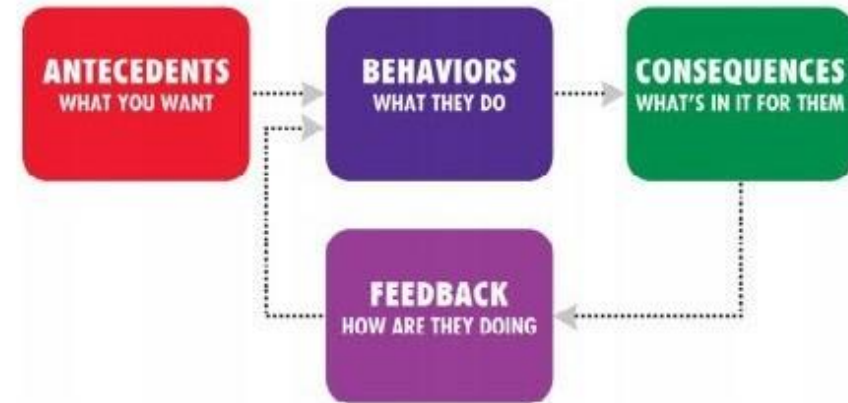 ANTECEDENTS
WHAT YOU WANT
BEHAVIORS
WHAT THEY DO
CONSEQUENCES
WHAT'S IN IT FOR THEM
FEEDBACK
HOW ARE THEY DOING